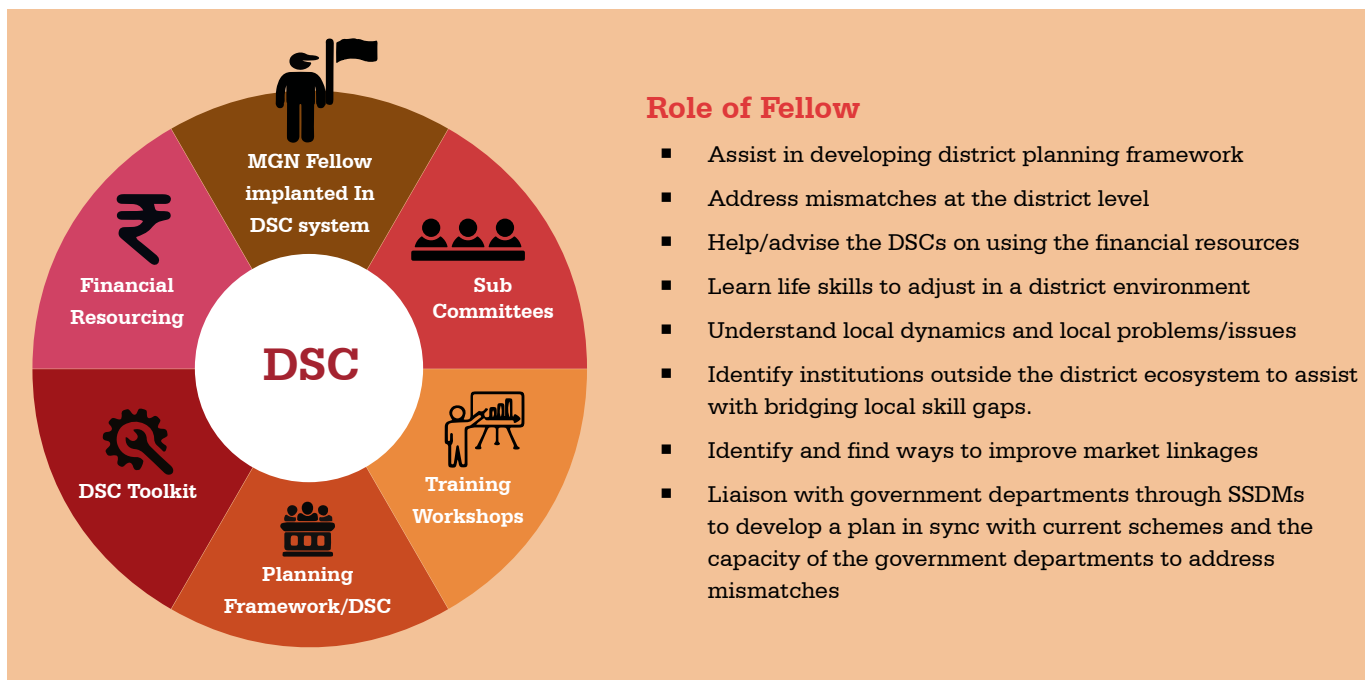 MGN Fellow
implanted In
DSC system
Sub
Committees
Training
Workshops
Planning
Framework/DSC
DSC Toolkit
Financial
Resourcing
DSC
Role of Fellow
▪ Assist in developing district planning framework
▪ Address mismatches at the district level
▪ Help/advise the DSCs on using the financial resources
▪ Learn life skills to adjust in a district environment
▪ Understand local dynamics and local problems/issues
▪ Identify institutions outside the district ecosystem to assist
with bridging local skill gaps.
▪ Identify and find ways to improve market linkages
▪ Liaison with government departments through SSDMs
to develop a plan in sync with current schemes and the
capacity of the government departments to address
mismatches